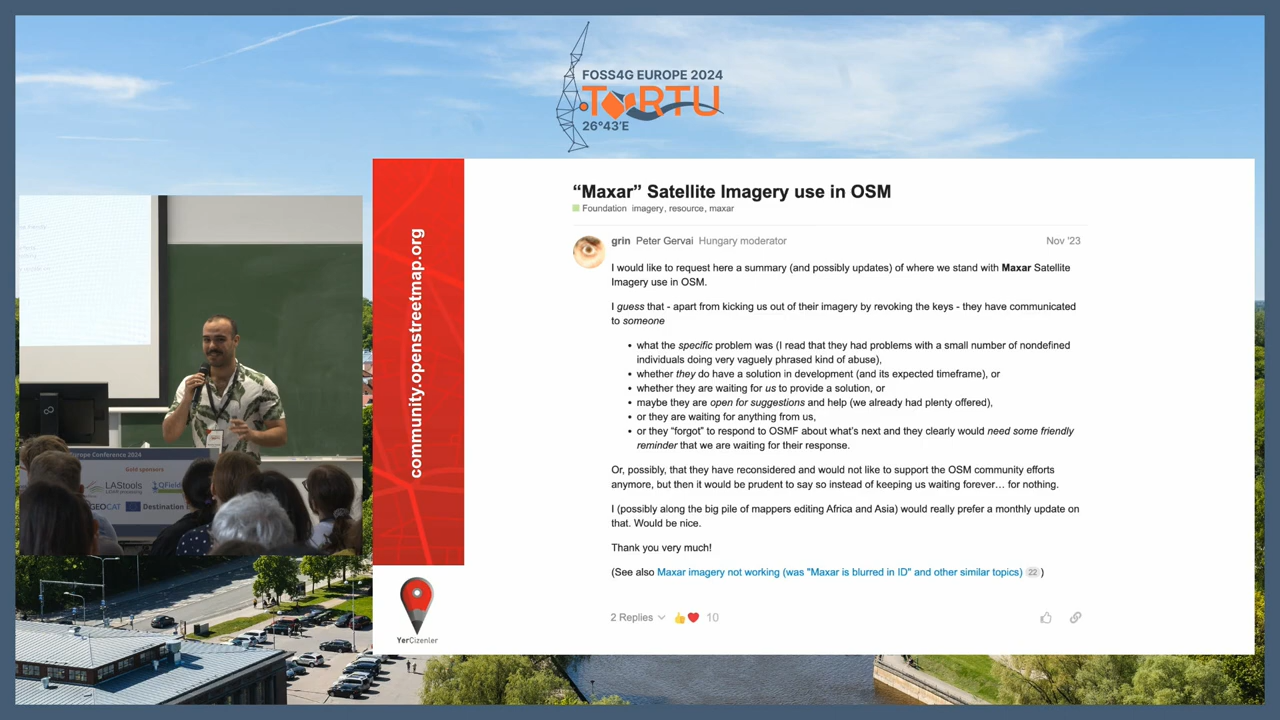 FOSS4G EUROPE 2024
TARTU
26°43'E
community.openstreetmap.org
YerÇizenler
"Maxar" Satellite Imagery use in OSM
Foundation imagery, resource, maxar
grin Peter Gervai Hungary moderator Nov '23
I would like to request here a summary (and possibly updates) of where we stand with Maxar Satellite
Imagery use in OSM.
I guess that - apart from kicking us out of their imagery by revoking the keys - they have communicated
to someone
• what the specific problem was (I read that they had problems with a small number of nondefined
individuals doing very vaguely phrased kind of abuse),
• whether they do have a solution in development (and its expected timeframe), or
• whether they are waiting for us to provide a solution, or
• maybe they are open for suggestions and help (we already had plenty offered),
• or they are waiting for anything from us,
• or they "forgot" to respond to OSMF about what's next and they clearly would need some friendly
reminder that we are waiting for their response.
Or, possibly, that they have reconsidered and would not like to support the OSM community efforts
anymore, but then it would be prudent to say so instead of keeping us waiting forever… for nothing.
I (possibly along the big pile of mappers editing Africa and Asia) would really prefer a monthly update on
that. Would be nice.
Thank you very much!
(See also Maxar imagery not working (was "Maxar is blurred in ID" and other similar topics) 22 )
2 Replies 10
Europe Conference 2024
Gold sponsors
LAStools
QField
GEOCAT
Destination